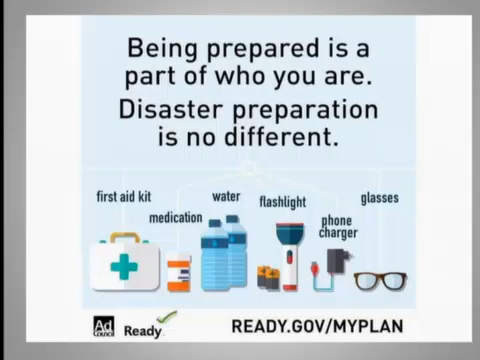 Being prepared is a
part of who you are.
Disaster preparation
is no different.
first aid kit
medication
water
flashlight
phone
charger
glasses
Ad
Council
Ready
READY.GOV/MYPLAN